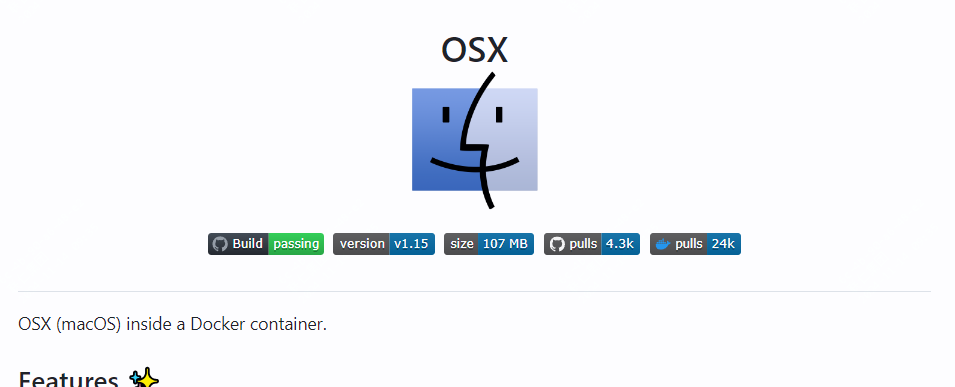 OSX
Build passing version v1.15 size 107 MB pulls 4.3k pulls 24k
OSX (macOS) inside a Docker container.
Features ✨